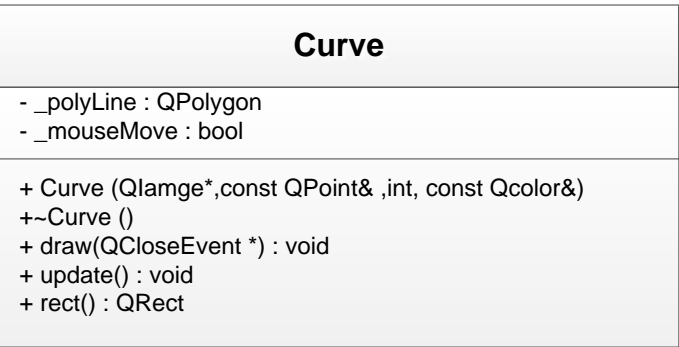 Curve
- _polyLine : QPolygon
- _mouseMove : bool
+ Curve (QIamge*,const QPoint& ,int, const Qcolor&)
+~Curve ()
+ draw(QCloseEvent *) : void
+ update() : void
+ rect() : QRect